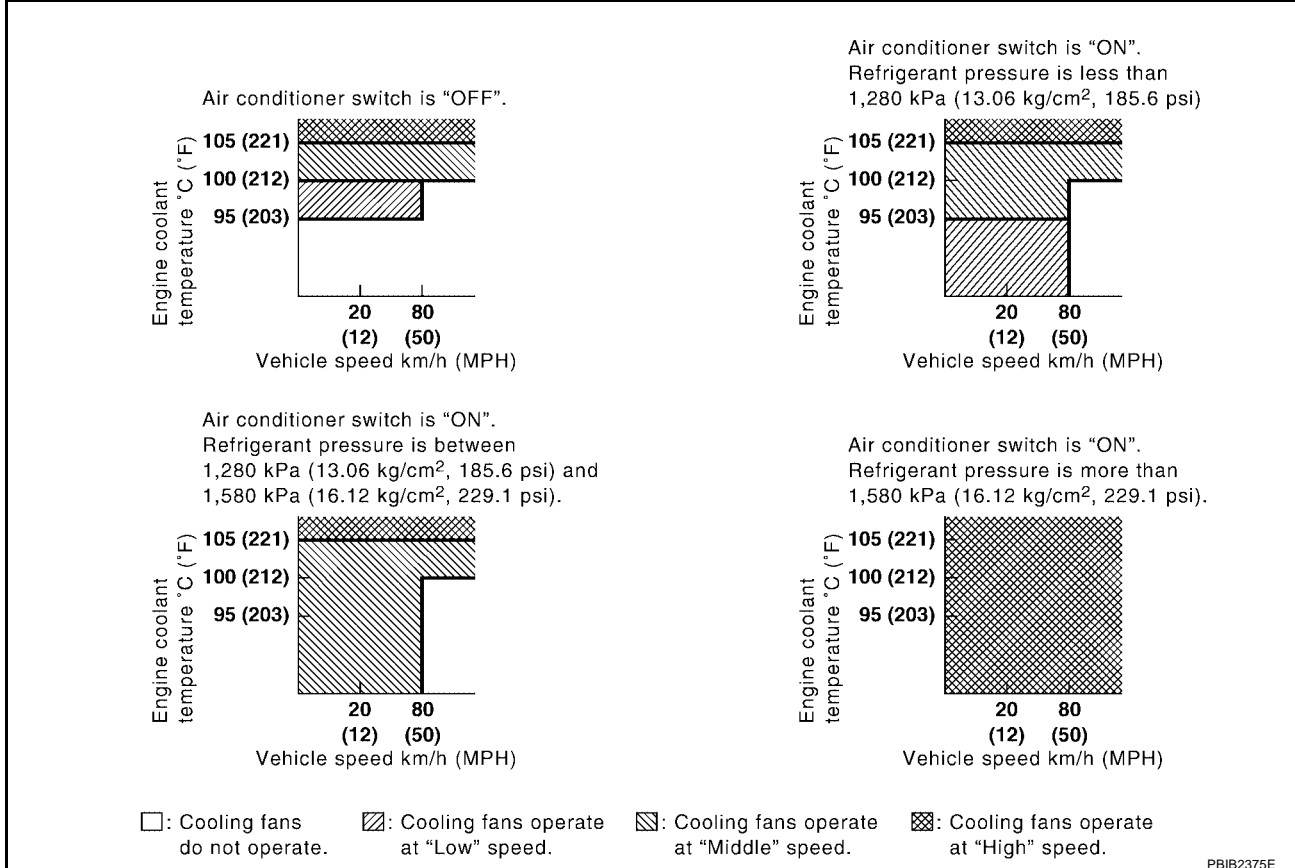 Air conditioner switch is “OFF”.
Engine coolant
temperature ˚C (˚F)
105 (221)
100 (212)
95 (203)
20
(12)
80
(50)
Vehicle speed km/h (MPH)
Air conditioner switch is “ON”.
Refrigerant pressure is less than
1,280 kPa (13.06 kg/cm², 185.6 psi)
Engine coolant
temperature ˚C (˚F)
105 (221)
100 (212)
95 (203)
20
(12)
80
(50)
Vehicle speed km/h (MPH)
Air conditioner switch is “ON”.
Refrigerant pressure is between
1,280 kPa (13.06 kg/cm², 185.6 psi) and
1,580 kPa (16.12 kg/cm², 229.1 psi).
Engine coolant
temperature ˚C (˚F)
105 (221)
100 (212)
95 (203)
20
(12)
80
(50)
Vehicle speed km/h (MPH)
Air conditioner switch is “ON”.
Refrigerant pressure is more than
1,580 kPa (16.12 kg/cm², 229.1 psi).
Engine coolant
temperature ˚C (˚F)
105 (221)
100 (212)
95 (203)
20
(12)
80
(50)
Vehicle speed km/h (MPH)
: Cooling fans
do not operate.
: Cooling fans operate
at “Low” speed.
: Cooling fans operate
at “Middle” speed.
: Cooling fans operate
at “High” speed.
PBIB2375E